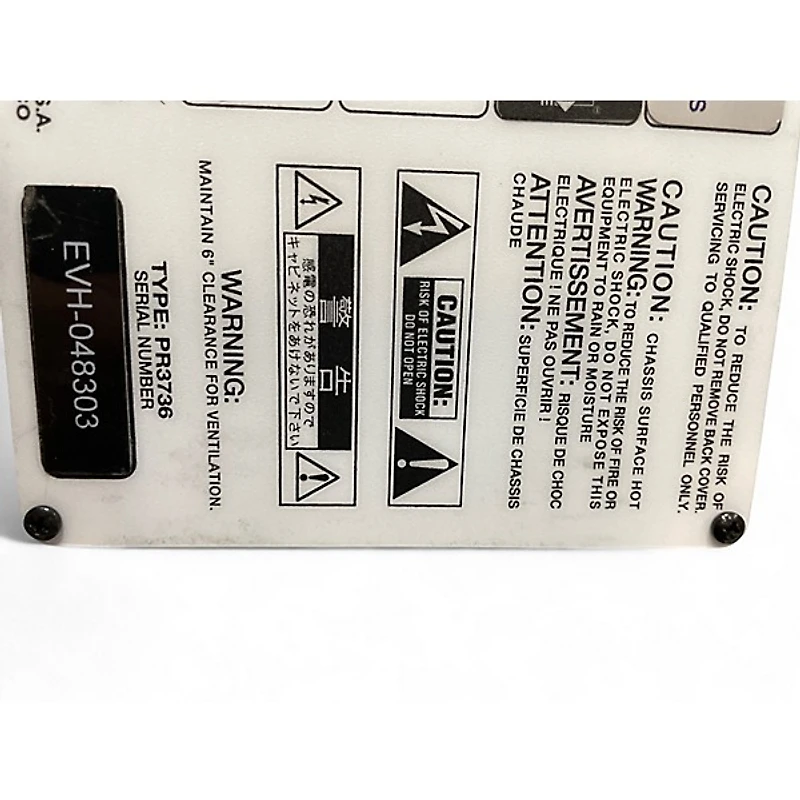 CAUTION: TO REDUCE THE RISK OF
ELECTRIC SHOCK, DO NOT REMOVE BACK COVER.
SERVICING TO QUALIFIED PERSONNEL ONLY.
CAUTION: CHASSIS SURFACE HOT
WARNING: TO REDUCE THE RISK OF FIRE OR
ELECTRIC SHOCK, DO NOT EXPOSE THIS
EQUIPMENT TO RAIN OR MOISTURE
AVERTISSEMENT: RISQUE DE CHOC
ELECTRIQUE ! NE PAS OUVRIR !
ATTENTION: SUPERFICIE DE CHASSIS
CHAUDE
CAUTION:
RISK OF ELECTRIC SHOCK
DO NOT OPEN
警告
感電の恐れがありますので
キャビネットをあけないで下さい
WARNING:
MAINTAIN 6" CLEARANCE FOR VENTILATION.
TYPE: PR3736
SERIAL NUMBER
EVH-048303
S.A.
CO
S